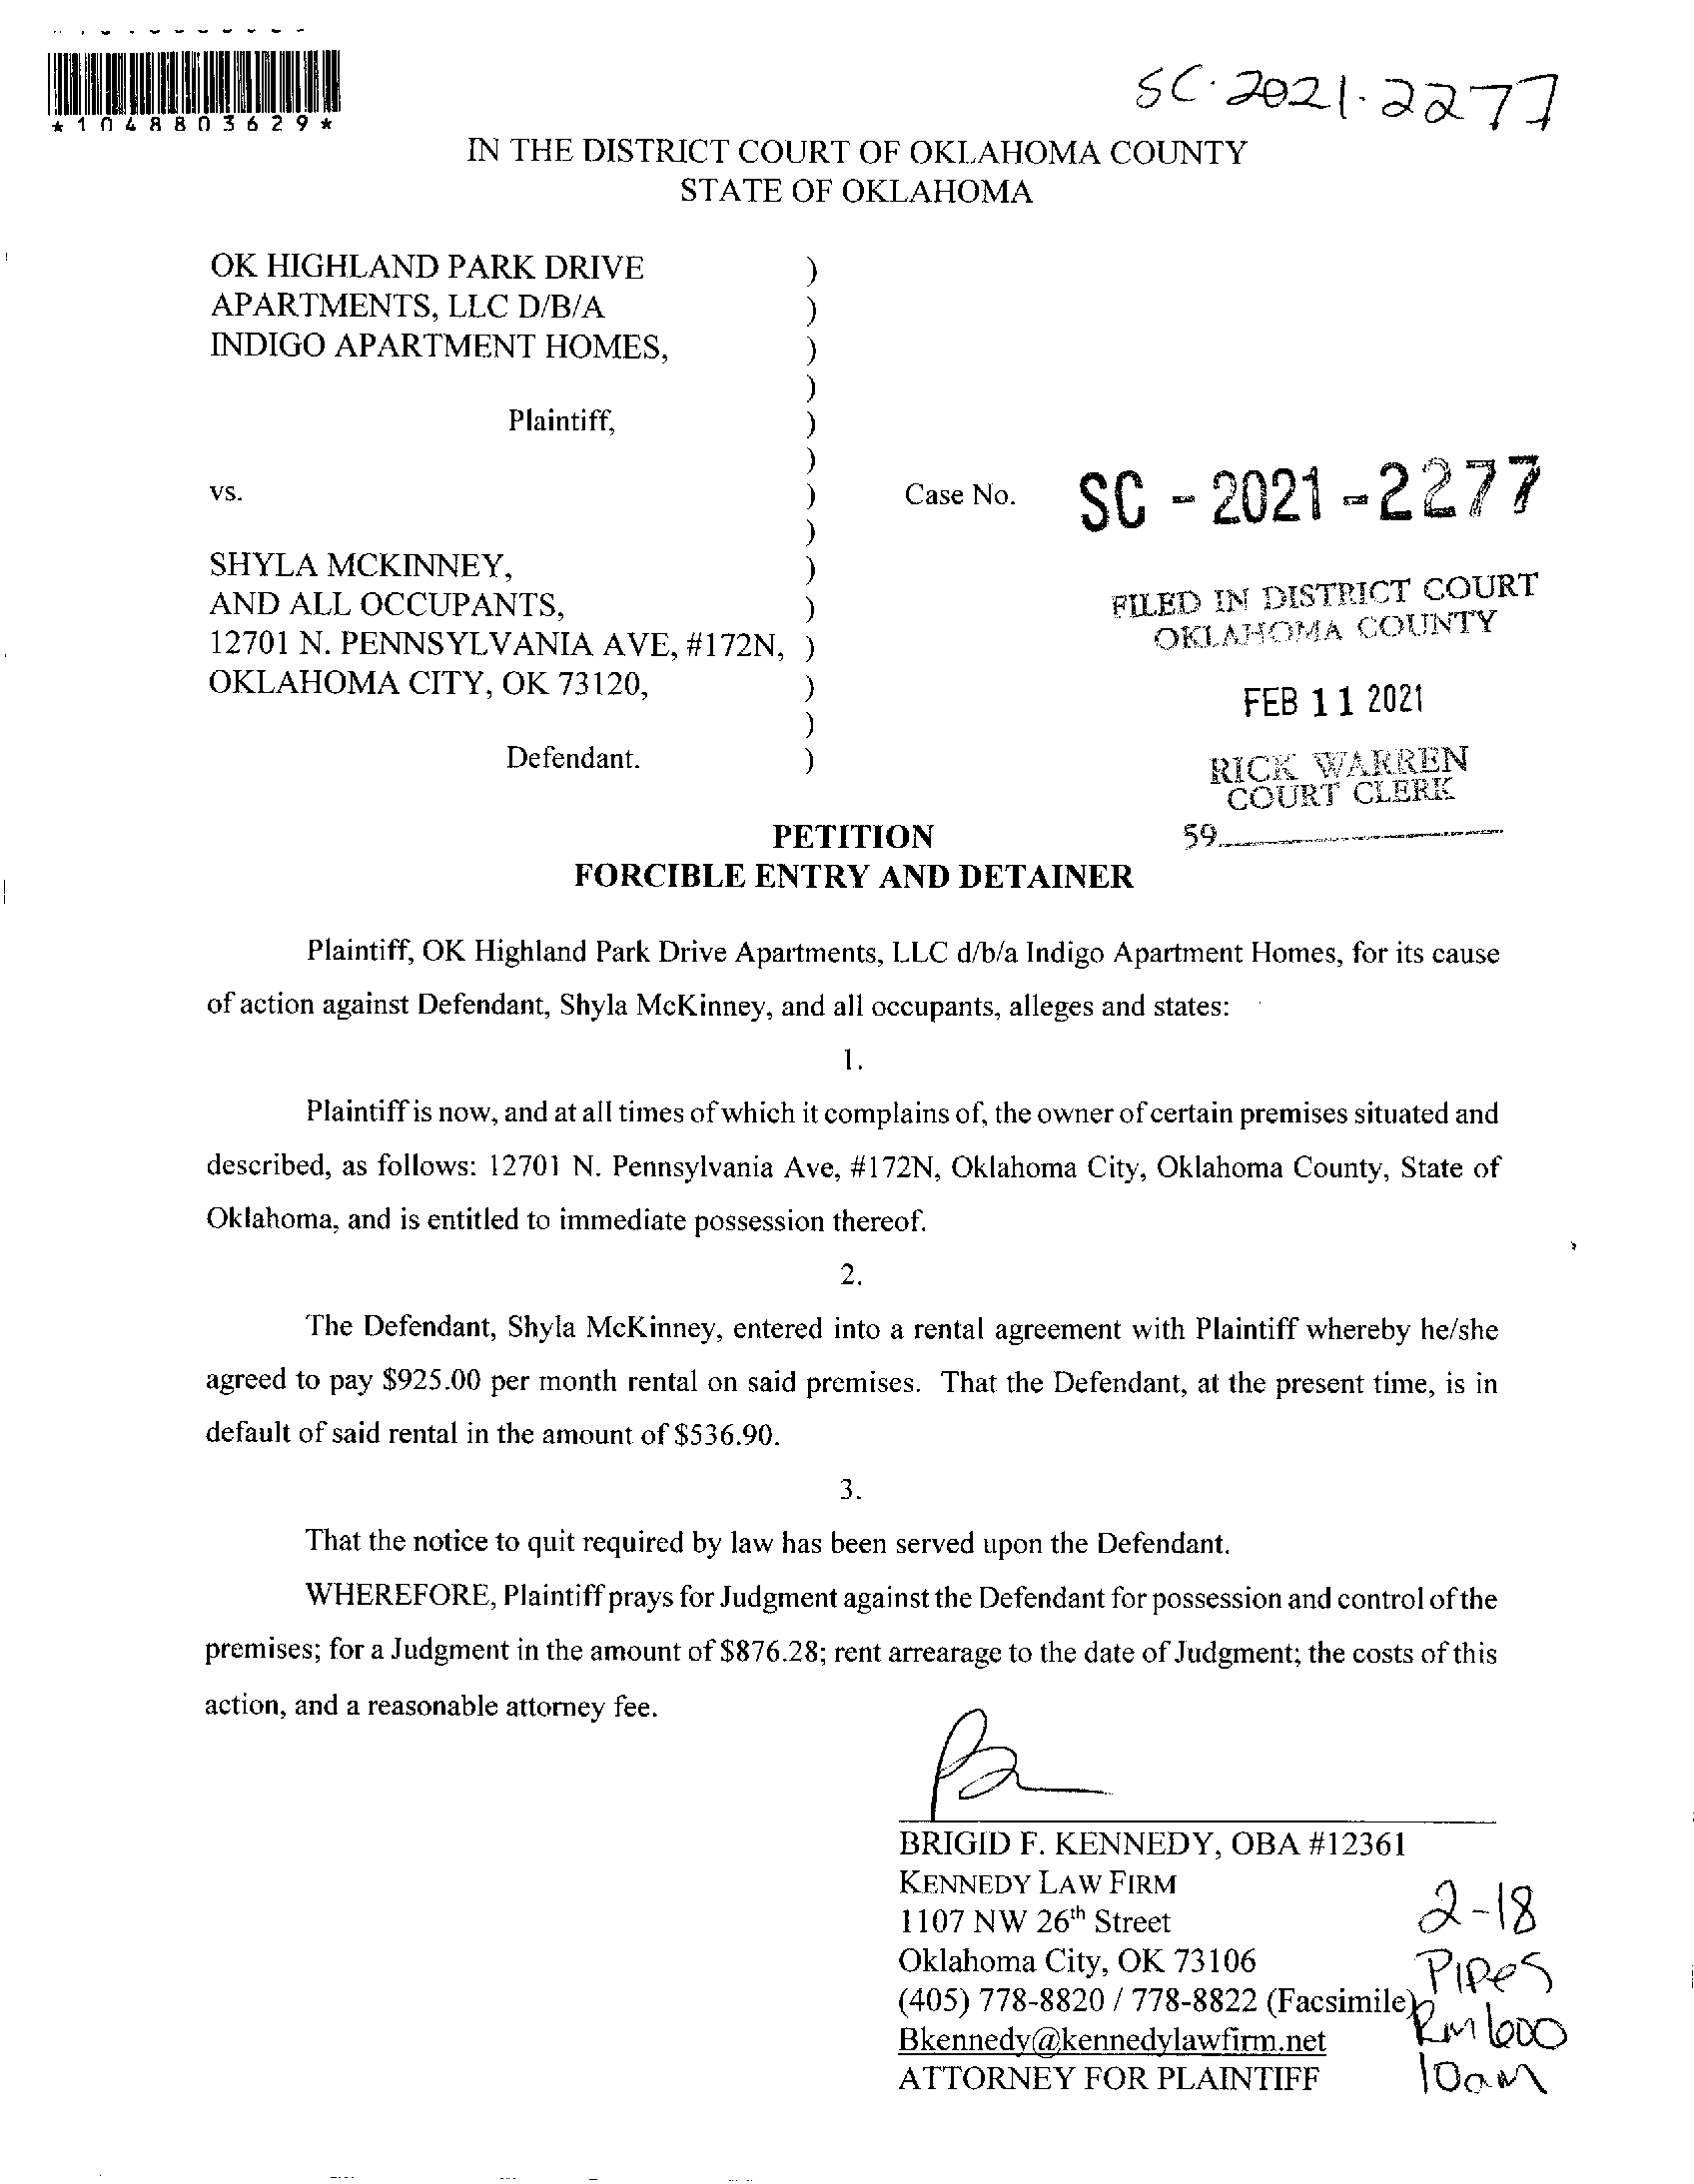 *1048803629*
SC-2021-2277
IN THE DISTRICT COURT OF OKLAHOMA COUNTY
STATE OF OKLAHOMA
OK HIGHLAND PARK DRIVE )
APARTMENTS, LLC D/B/A )
INDIGO APARTMENT HOMES, )
)
Plaintiff, )
)
vs. ) Case No. SC - 2021 - 2277
)
SHYLA MCKINNEY, )
AND ALL OCCUPANTS, )
12701 N. PENNSYLVANIA AVE, #172N, )
OKLAHOMA CITY, OK 73120, )
)
Defendant. )
FILED IN DISTRICT COURT
OKLAHOMA COUNTY
FEB 11 2021
RICK WARREN
COURT CLERK
59
PETITION
FORCIBLE ENTRY AND DETAINER
Plaintiff, OK Highland Park Drive Apartments, LLC d/b/a Indigo Apartment Homes, for its cause
of action against Defendant, Shyla McKinney, and all occupants, alleges and states:
1.
Plaintiff is now, and at all times of which it complains of, the owner of certain premises situated and
described, as follows: 12701 N. Pennsylvania Ave, #172N, Oklahoma City, Oklahoma County, State of
Oklahoma, and is entitled to immediate possession thereof.
2.
The Defendant, Shyla McKinney, entered into a rental agreement with Plaintiff whereby he/she
agreed to pay $925.00 per month rental on said premises. That the Defendant, at the present time, is in
default of said rental in the amount of $536.90.
3.
That the notice to quit required by law has been served upon the Defendant.
WHEREFORE, Plaintiff prays for Judgment against the Defendant for possession and control of the
premises; for a Judgment in the amount of $876.28; rent arrearage to the date of Judgment; the costs of this
action, and a reasonable attorney fee.
BRIGID F. KENNEDY, OBA #12361
KENNEDY LAW FIRM
1107 NW 26th Street
Oklahoma City, OK 73106
(405) 778-8820 / 778-8822 (Facsimile)
Bkennedy@kennedylawfirm.net
ATTORNEY FOR PLAINTIFF
2-18
Pipes
Rm 600
10am